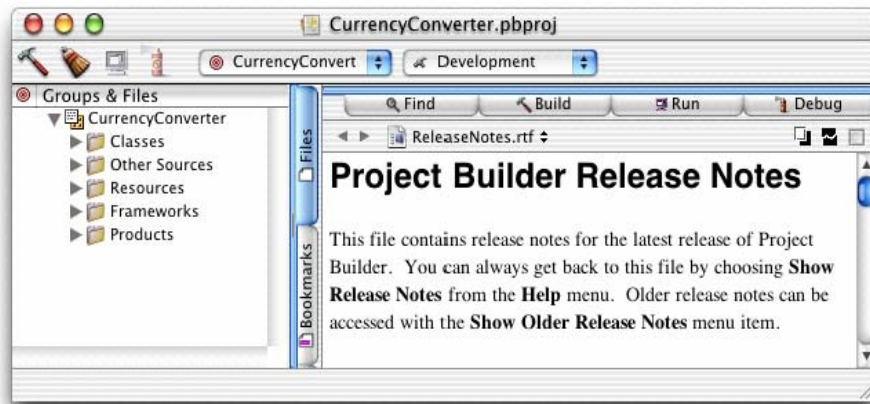 CurrencyConverter.pbproj
CurrencyConvert
Development
Groups & Files
CurrencyConverter
Classes
Other Sources
Resources
Frameworks
Products
Files
Bookmarks
Find
Build
Run
Debug
ReleaseNotes.rtf
Project Builder Release Notes
This file contains release notes for the latest release of Project
Builder. You can always get back to this file by choosing Show
Release Notes from the Help menu. Older release notes can be
accessed with the Show Older Release Notes menu item.